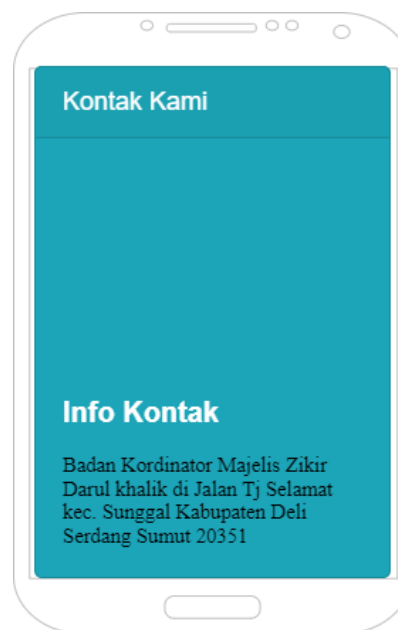 Kontak Kami
Info Kontak
Badan Kordinator Majelis Zikir
Darul khalik di Jalan Tj Selamat
kec. Sunggal Kabupaten Deli
Serdang Sumut 20351